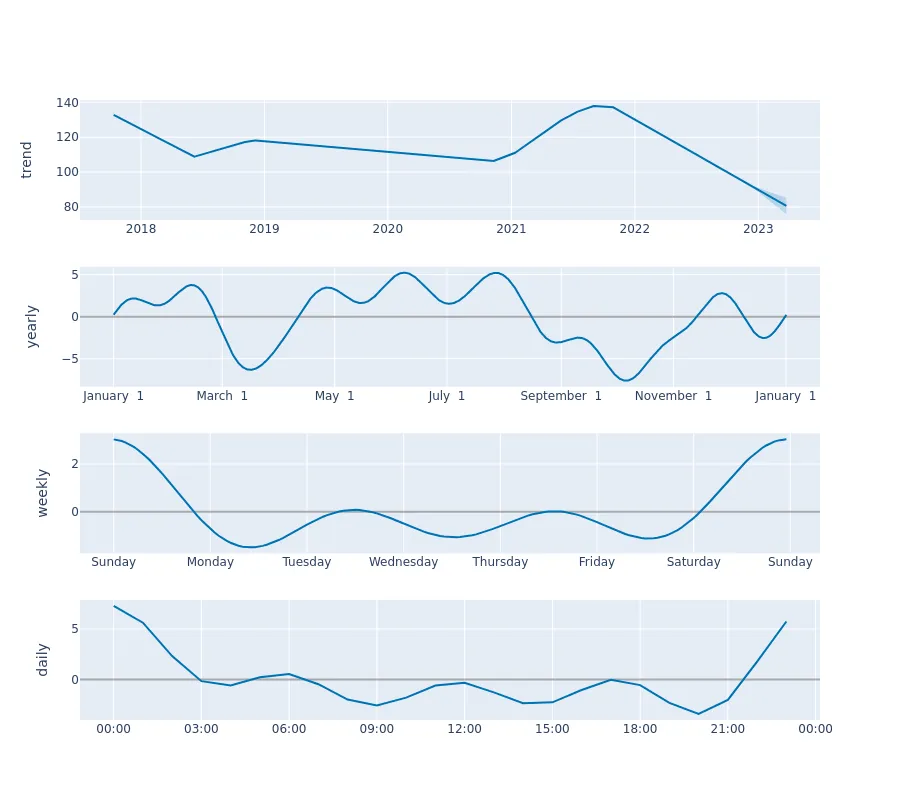 trend
140
120
100
80
2018 2019 2020 2021 2022 2023
yearly
5
0
−5
January 1 March 1 May 1 July 1 September 1 November 1 January 1
weekly
2
0
Sunday Monday Tuesday Wednesday Thursday Friday Saturday Sunday
daily
5
0
00:00 03:00 06:00 09:00 12:00 15:00 18:00 21:00 00:00